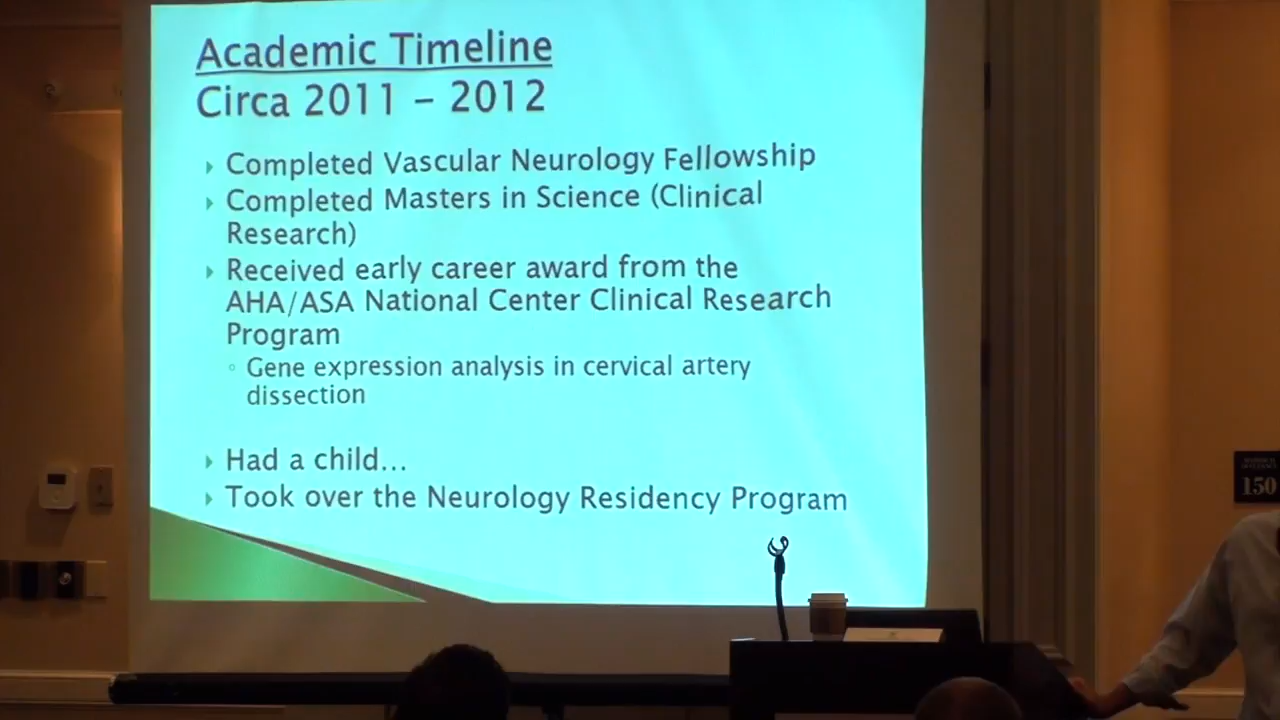 Academic Timeline
Circa 2011 – 2012
Completed Vascular Neurology Fellowship
Completed Masters in Science (Clinical
Research)
Received early career award from the
AHA/ASA National Center Clinical Research
Program
Gene expression analysis in cervical artery
dissection
Had a child...
Took over the Neurology Residency Program
150